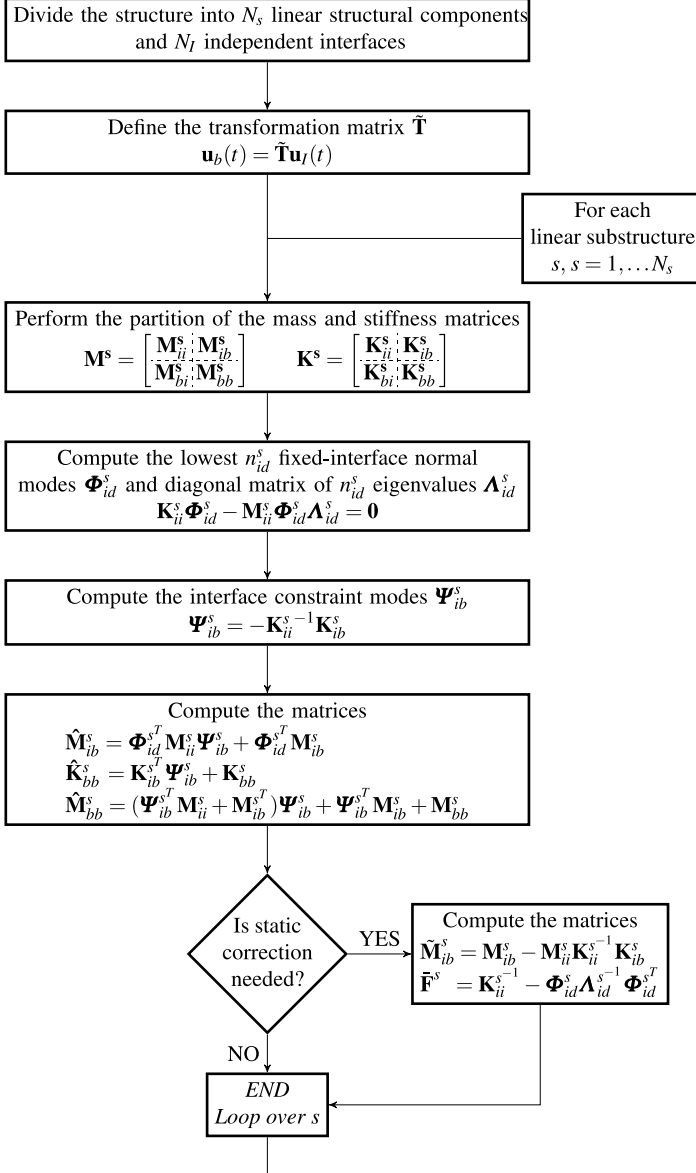 Divide the structure into N_s linear structural components
and N_I independent interfaces
Define the transformation matrix T̃
u_b(t) = T̃u_I(t)
For each
linear substructure
s, s = 1,…N_s
Perform the partition of the mass and stiffness matrices
M^s = [M^s_ii M^s_ib; M^s_bi M^s_bb] K^s = [K^s_ii K^s_ib; K^s_bi K^s_bb]
Compute the lowest n^s_id fixed-interface normal
modes Φ^s_id and diagonal matrix of n^s_id eigenvalues Λ^s_id
K^s_ii Φ^s_id − M^s_ii Φ^s_id Λ^s_id = 0
Compute the interface constraint modes Ψ^s_ib
Ψ^s_ib = −K^s_ii^−1 K^s_ib
Compute the matrices
M̂^s_ib = Φ^s_id^T M^s_ii Ψ^s_ib + Φ^s_id^T M^s_ib
K̂^s_bb = K^s_ib^T Ψ^s_ib + K^s_bb
M̂^s_bb = (Ψ^s_ib^T M^s_ii + M^s_ib^T)Ψ^s_ib + Ψ^s_ib^T M^s_ib + M^s_bb
Is static
correction
needed?
YES
Compute the matrices
M̃^s_ib = M^s_ib − M^s_ii K^s_ii^−1 K^s_ib
F̄^s = K^s_ii^−1 − Φ^s_id Λ^s_id^−1 Φ^s_id^T
NO
END
Loop over s